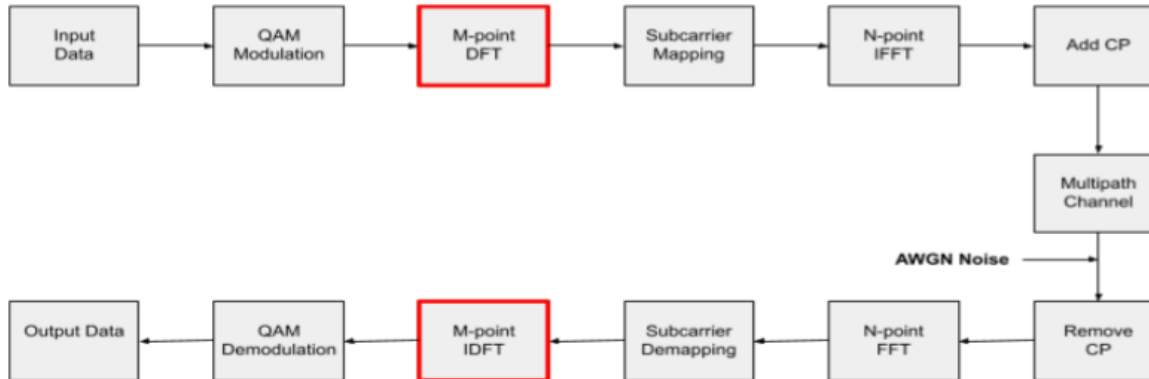 Input
Data
QAM
Modulation
M-point
DFT
Subcarrier
Mapping
N-point
IFFT
Add CP
Multipath
Channel
AWGN Noise
Output Data
QAM
Demodulation
M-point
IDFT
Subcarrier
Demapping
N-point
FFT
Remove
CP